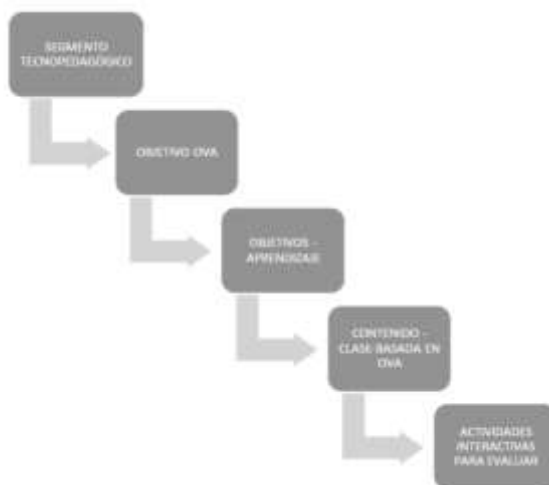 SEGMENTO
TECNOPEDAGÓGICO
OBJETIVO OVA
OBJETIVOS -
APRENDIZAJE
CONTENIDO -
CLASE BASADA EN
OVA
ACTIVIDADES
INTERACTIVAS
PARA EVALUAR